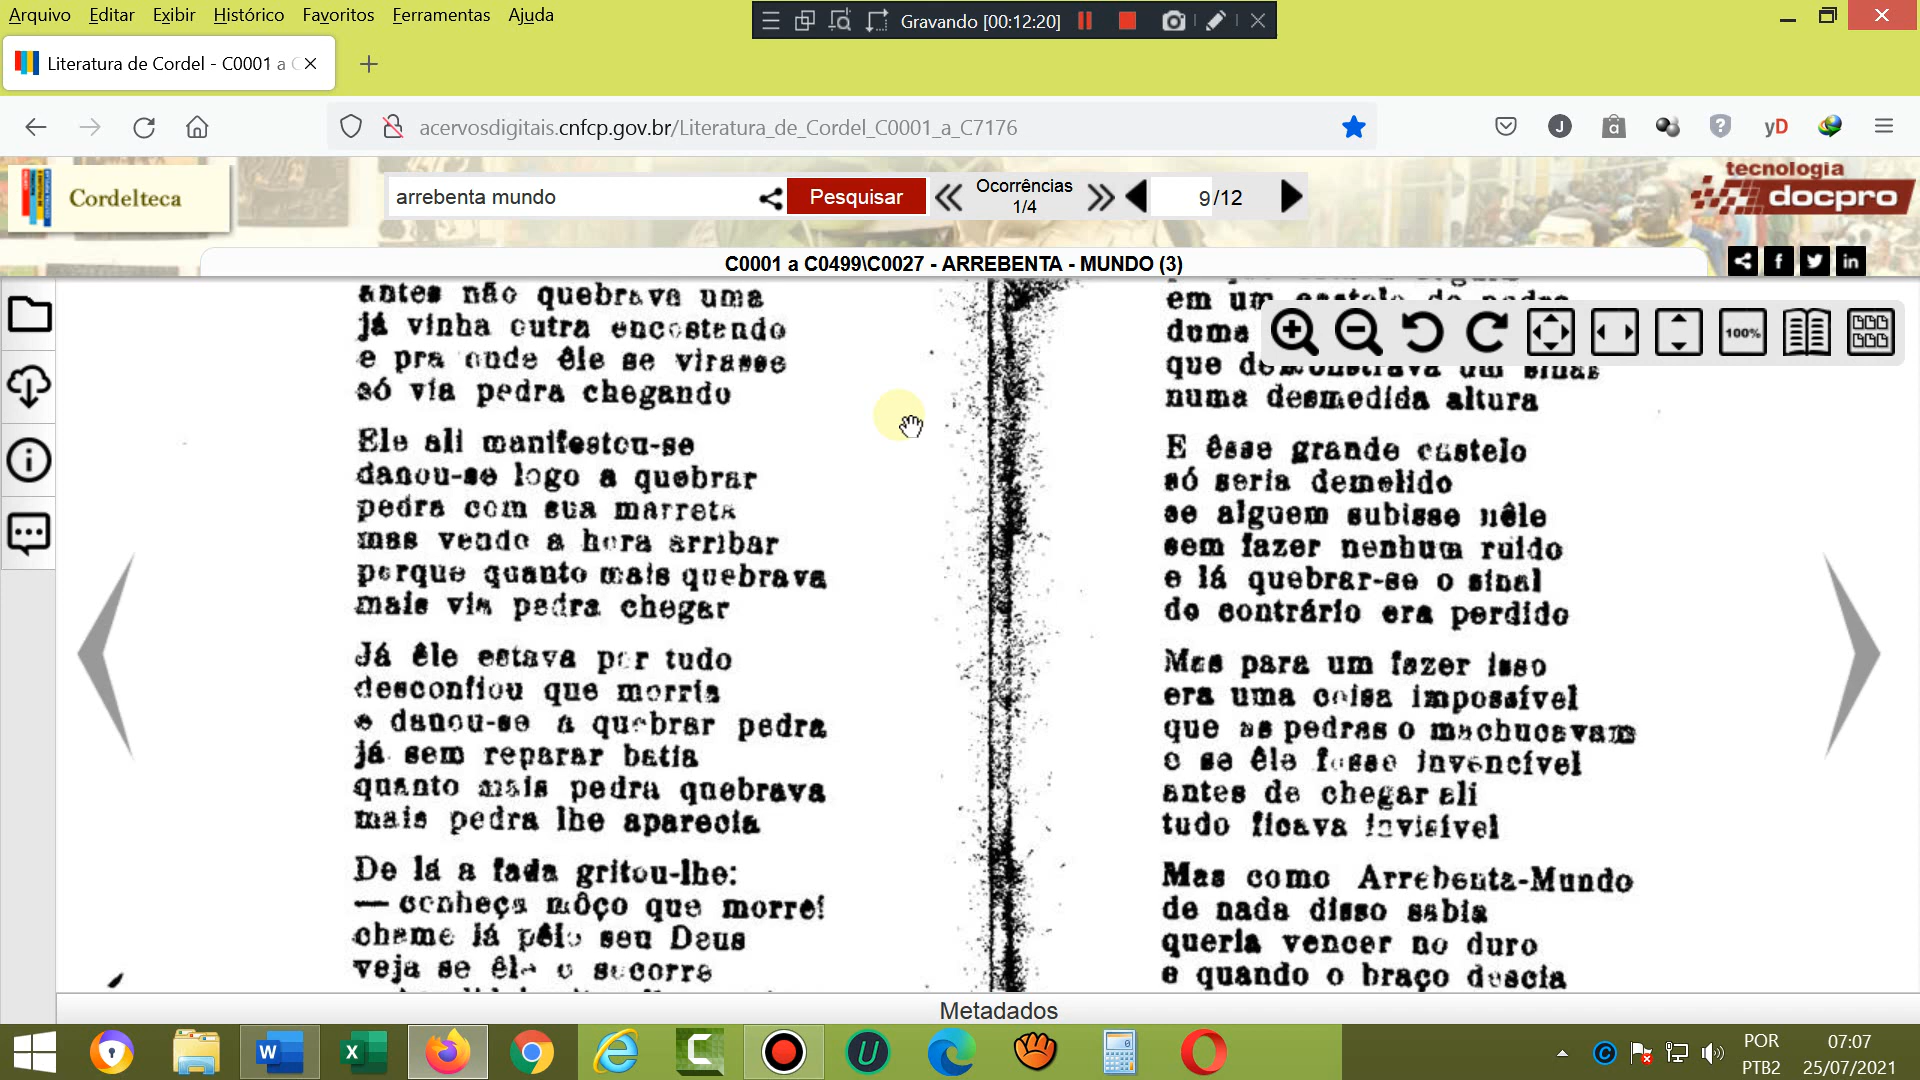 Arquivo Editar Exibir Histórico Favoritos Ferramentas Ajuda
Gravando [00:12:20]
Literatura de Cordel - C0001 a C
acervosdigitais.cnfcp.gov.br/Literatura_de_Cordel_C0001_a_C7176
Cordelteca
arrebenta mundo
Pesquisar
Ocorrências
1/4
9/12
tecnologia
docpro
C0001 a C0499\C0027 - ARREBENTA - MUNDO (3)
100%
antes não quebrava uma
já vinha outra encostando
e pra onde êle se virasse
só via pedra chegando
Ele ali manifestou-se
danou-se logo a quebrar
pedra com sua marreta
mas vendo a hora arribar
porque quanto mais quebrava
mais via pedra chegar
Já êle estava por tudo
desconfiou que morria
e danou-se a quebrar pedra
já sem reparar batia
quanto mais pedra quebrava
mais pedra lhe aparecia
De lá a fada gritou-lhe:
— conheça môço que morre!
chame lá pêlo seu Deus
veja se êle o socorre
em um castelo de pedra
duma
que demonstrava um sinas
numa desmedida altura
E êsse grande castelo
só seria demolido
se alguem subisse nêle
sem fazer nenhum ruido
e lá quebrar-se o sinal
do contrário era perdido
Mas para um fazer isso
era uma coisa impossível
que as pedras o machucavam
e se êle fosse invencível
antes de chegar ali
tudo ficava invisível
Mas como Arrebenta-Mundo
de nada disso sabia
queria vencer no duro
e quando o braço descia
Metadados
POR
PTB2
07:07
25/07/2021